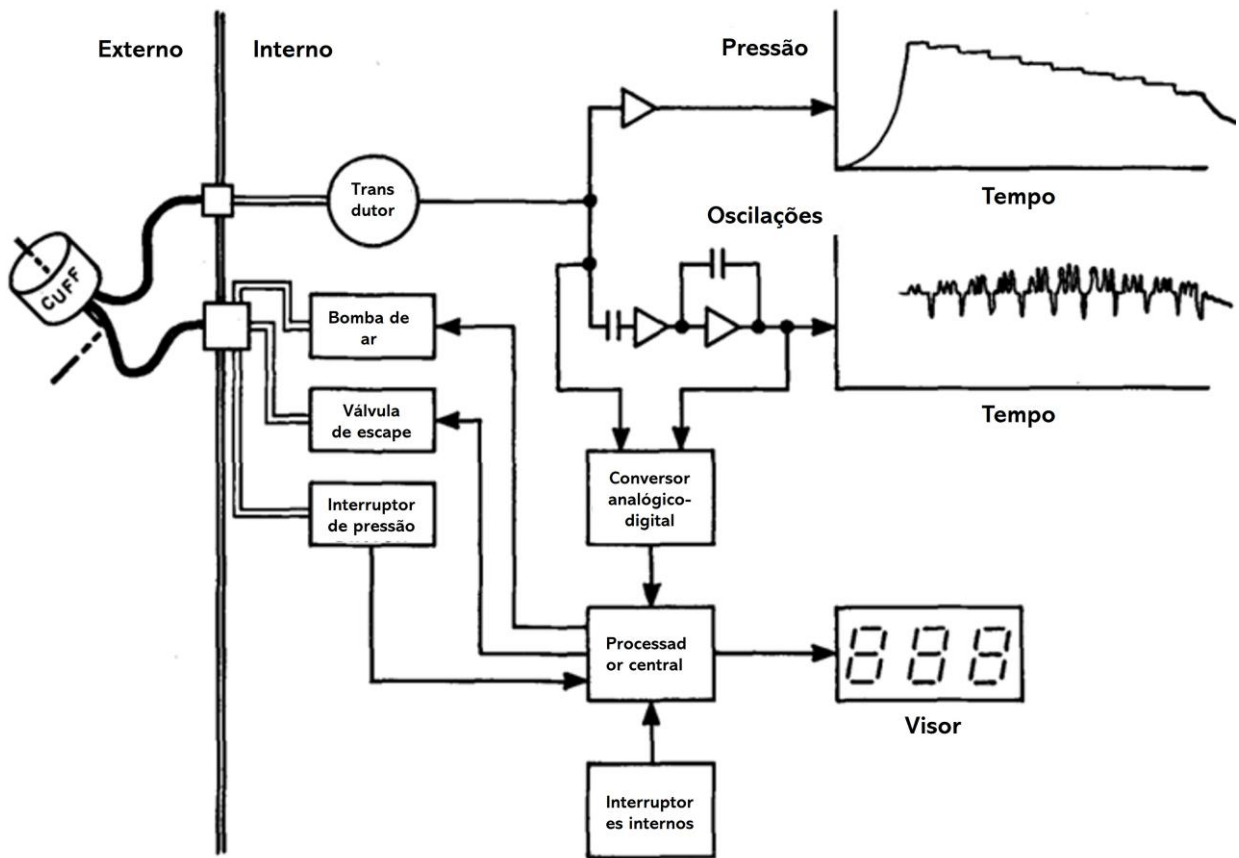 Externo
Interno
Pressão
Tempo
Trans
dutor
Oscilações
CUFF
Bomba de
ar
Tempo
Válvula
de escape
Interruptor
de pressão
Conversor
analógico-
digital
Processad
or central
888
Visor
Interruptor
es internos